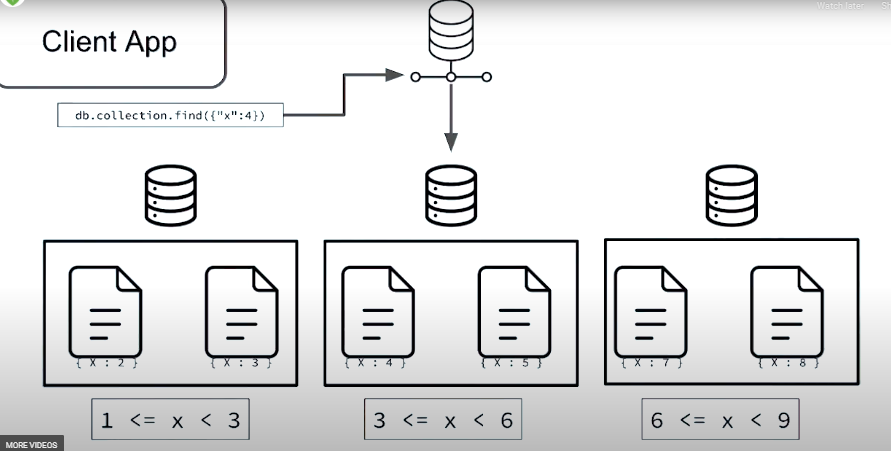 Watch later
Client App
db.collection.find({"x":4})
{ X : 2 }
{ X : 3 }
{ X : 4 }
{ X : 5 }
{ X : 7 }
{ X : 8 }
1 <= x < 3
3 <= x < 6
6 <= x < 9
MORE VIDEOS